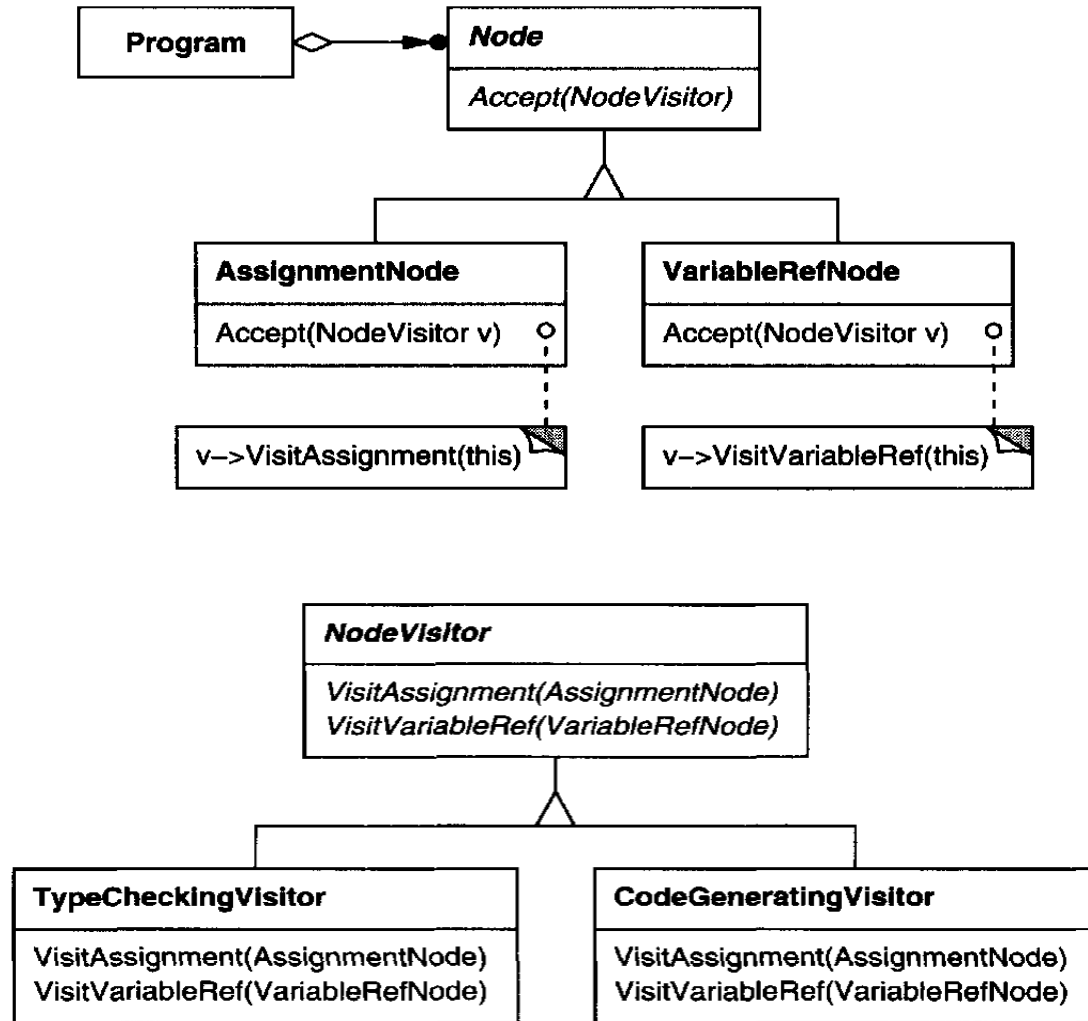 Program
Node
Accept(NodeVisitor)
AssignmentNode
Accept(NodeVisitor v)
v–>VisitAssignment(this)
VariableRefNode
Accept(NodeVisitor v)
v–>VisitVariableRef(this)
NodeVisitor
VisitAssignment(AssignmentNode)
VisitVariableRef(VariableRefNode)
TypeCheckingVisitor
VisitAssignment(AssignmentNode)
VisitVariableRef(VariableRefNode)
CodeGeneratingVisitor
VisitAssignment(AssignmentNode)
VisitVariableRef(VariableRefNode)